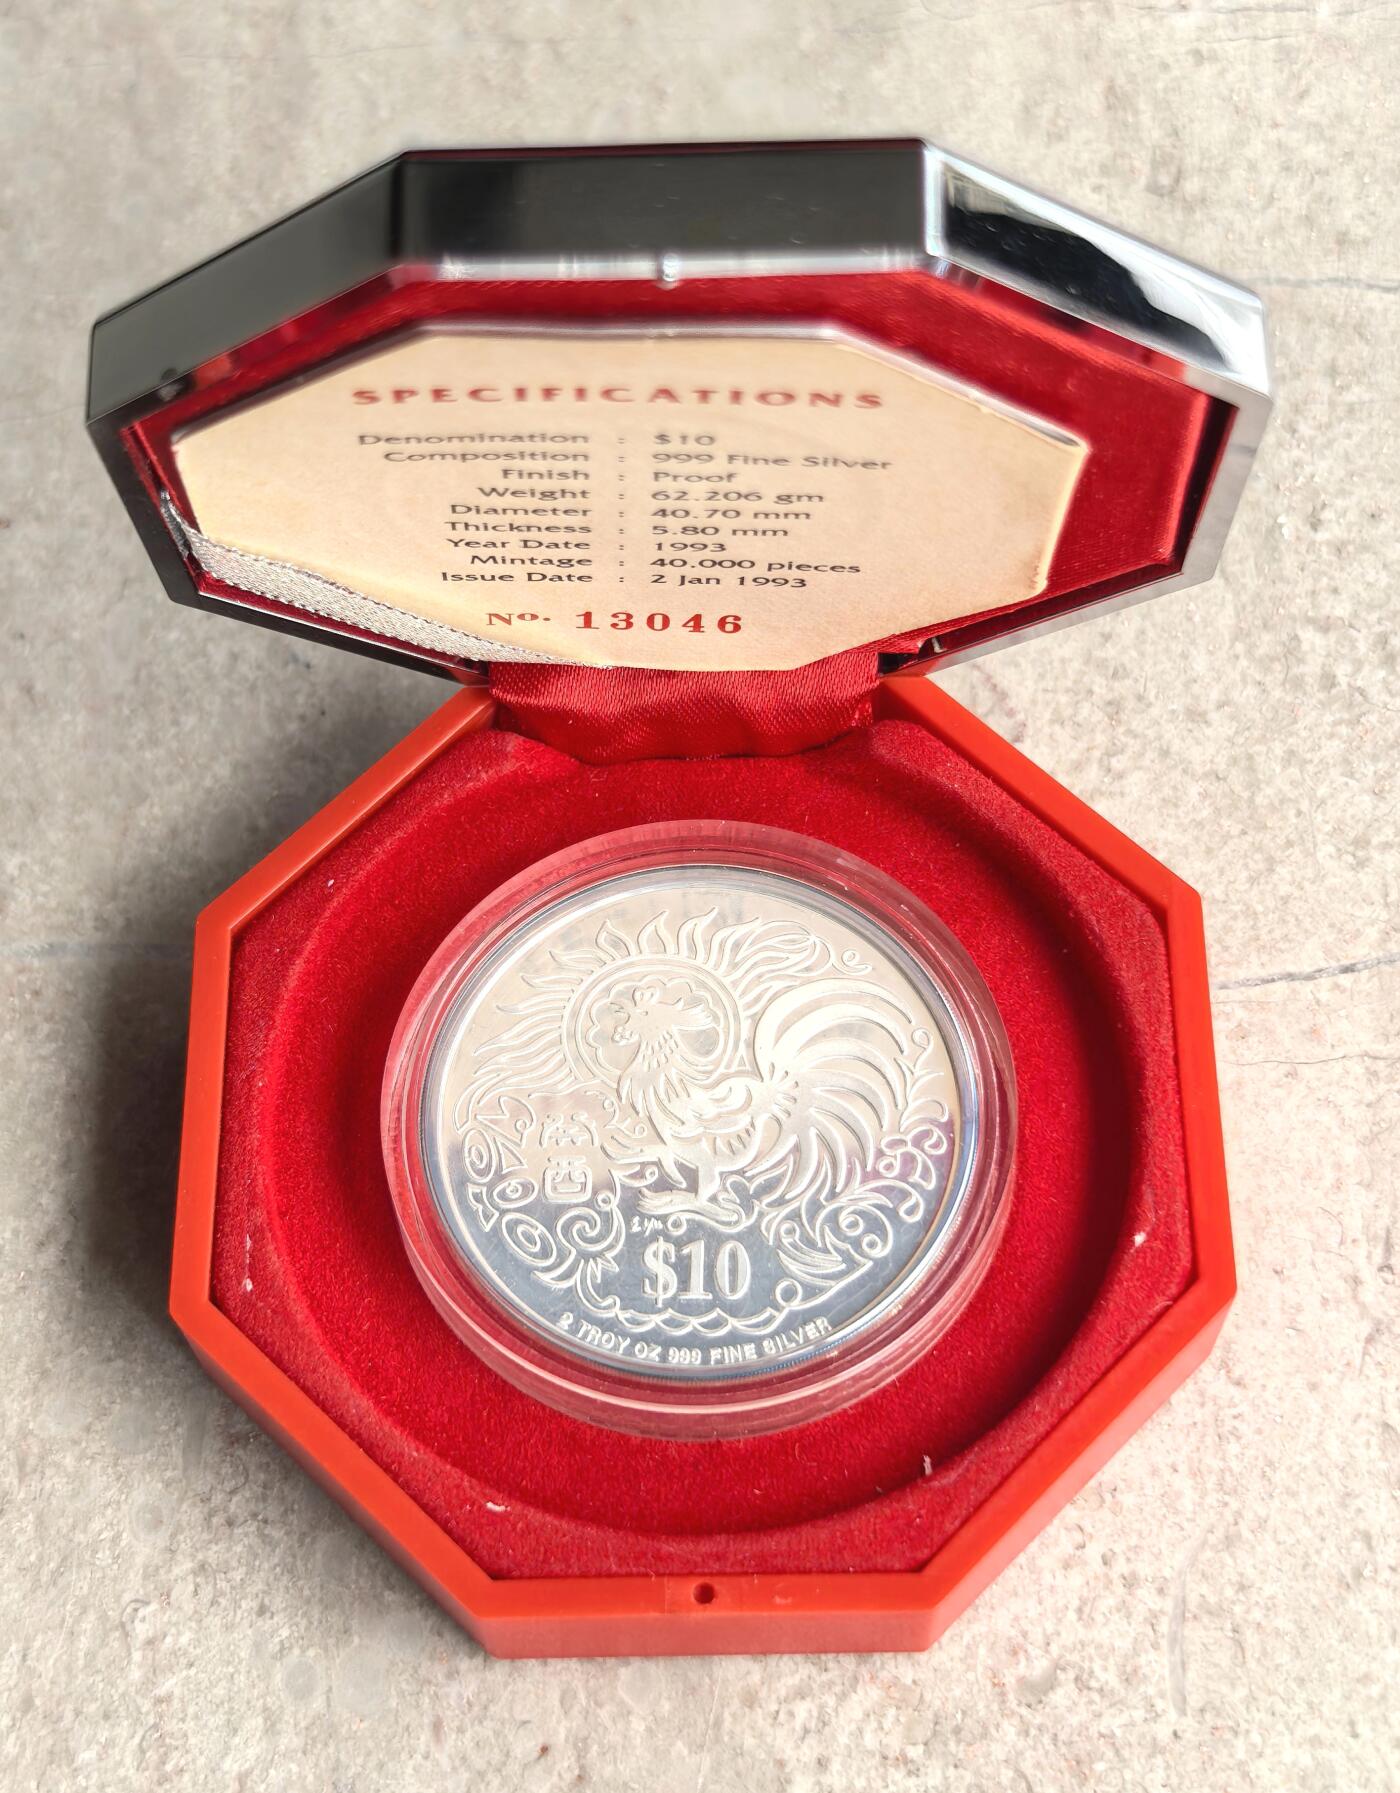 SPECIFICATIONS
Denomination : $10
Composition : 999 Fine Silver
Finish : Proof
Weight : 62.206 gm
Diameter : 40.70 mm
Thickness : 5.80 mm
Year Date : 1993
Mintage : 40.000 pieces
Issue Date : 2 Jan 1993
No. 13046
癸酉
$10
2 TROY OZ 999 FINE SILVER